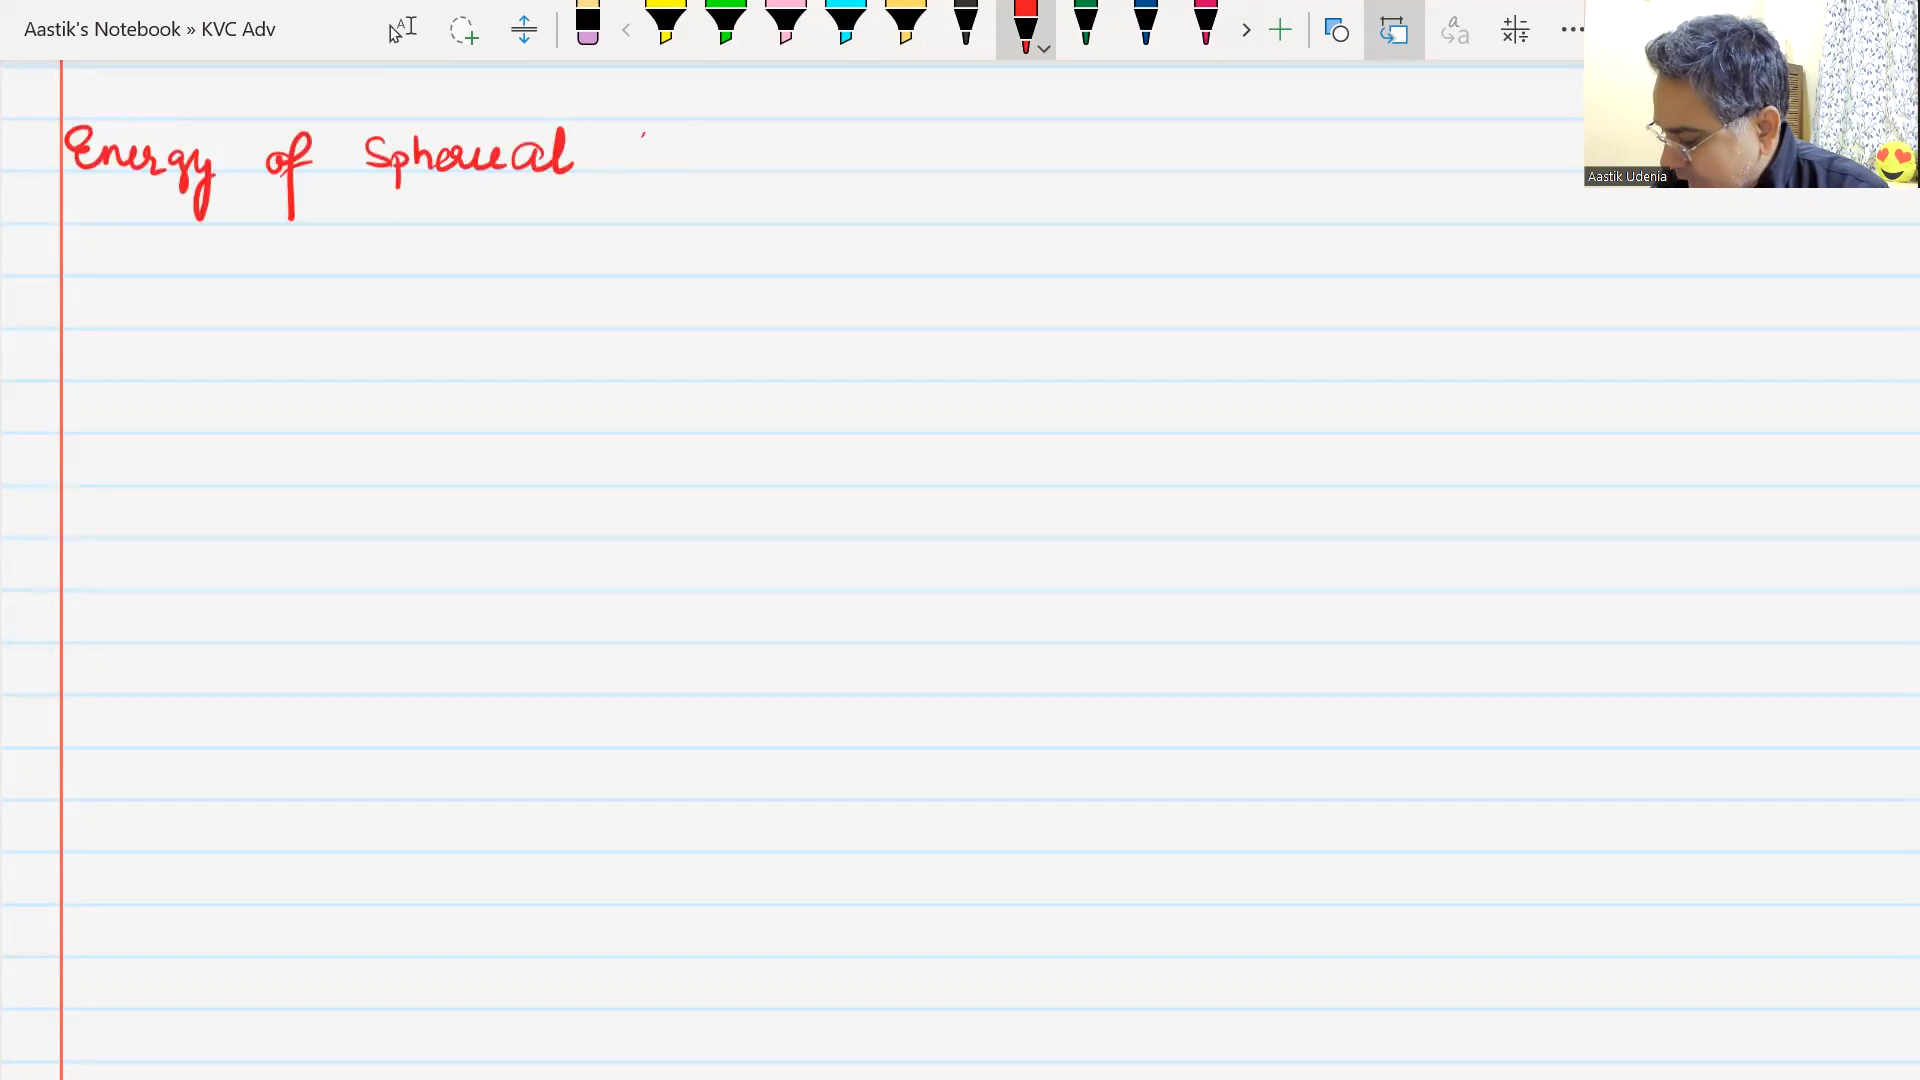 Aastik's Notebook » KVC Adv
Energy of Spherical
Aastik Udenia